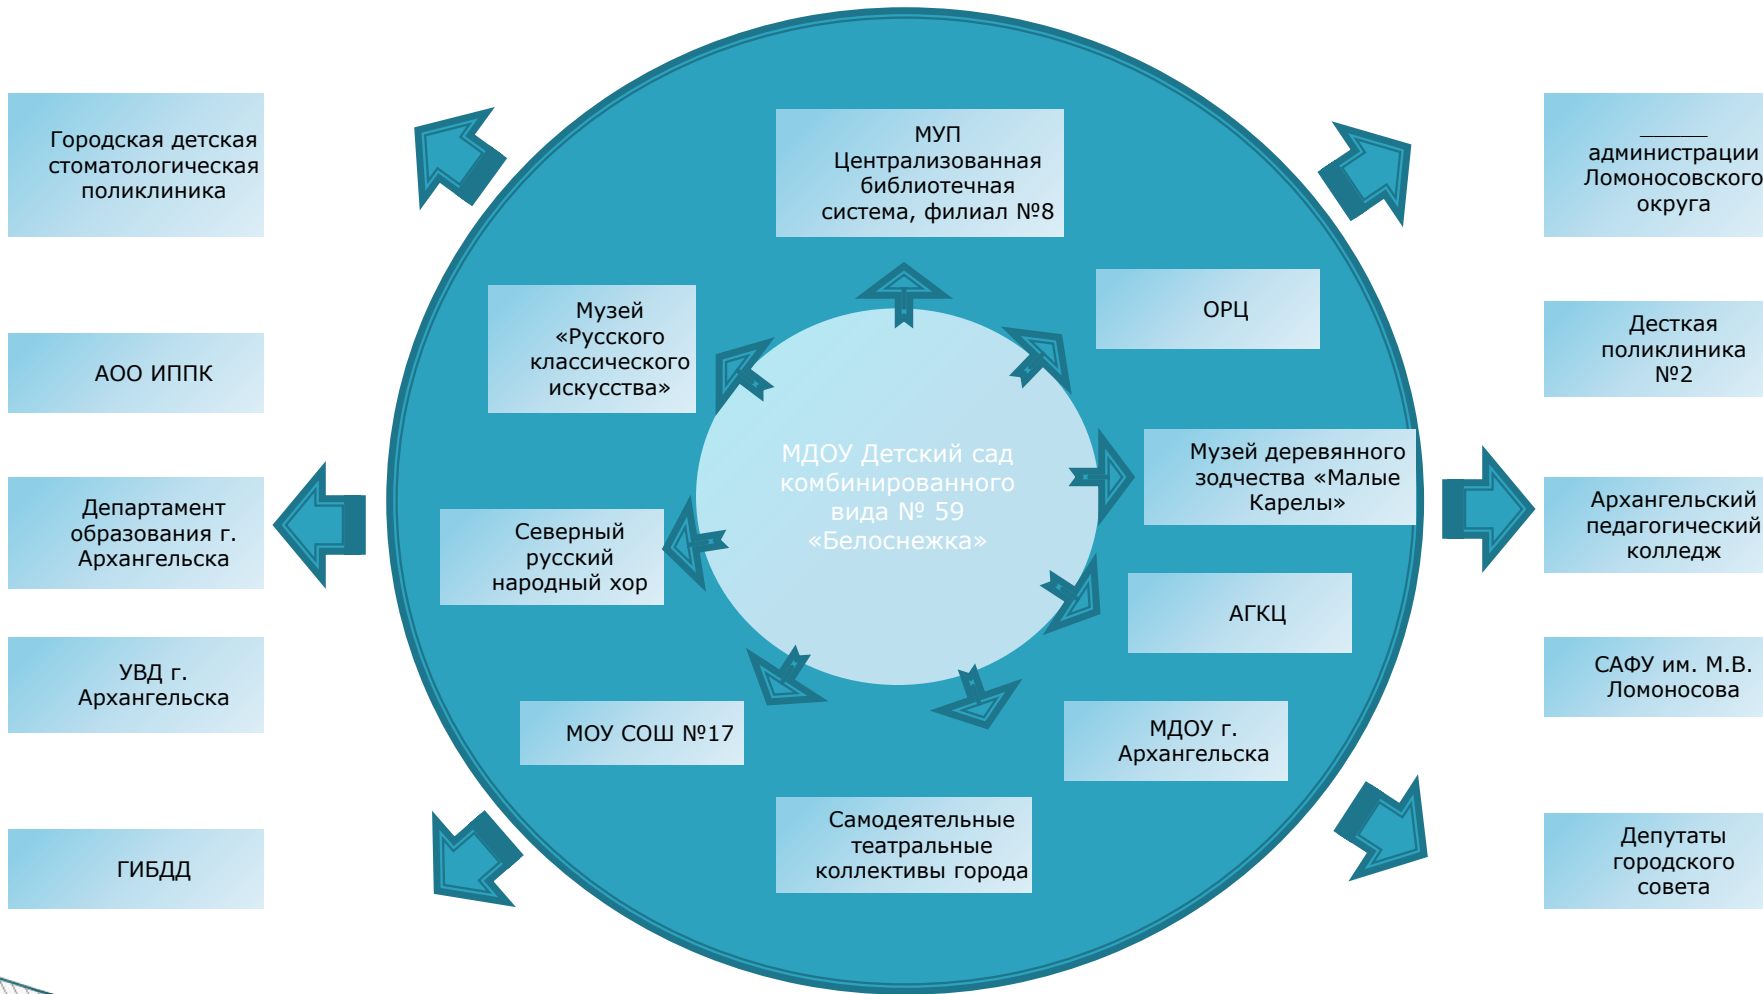 Городская детская
стоматологическая
поликлиника
АОО ИППК
Департамент
образования г.
Архангельска
УВД г.
Архангельска
ГИБДД
МУП
Централизованная
библиотечная
система, филиал №8
Музей
«Русского
классического
искусства»
ОРЦ
МДОУ Детский сад
комбинированного
вида № 59
«Белоснежка»
Музей деревянного
зодчества «Малые
Карелы»
Северный
русский
народный хор
АГКЦ
МОУ СОШ №17
МДОУ г.
Архангельска
Самодеятельные
театральные
коллективы города
_____
администрации
Ломоносовского
округа
Десткая
поликлиника
№2
Архангельский
педагогический
колледж
САФУ им. М.В.
Ломоносова
Депутаты
городского
совета